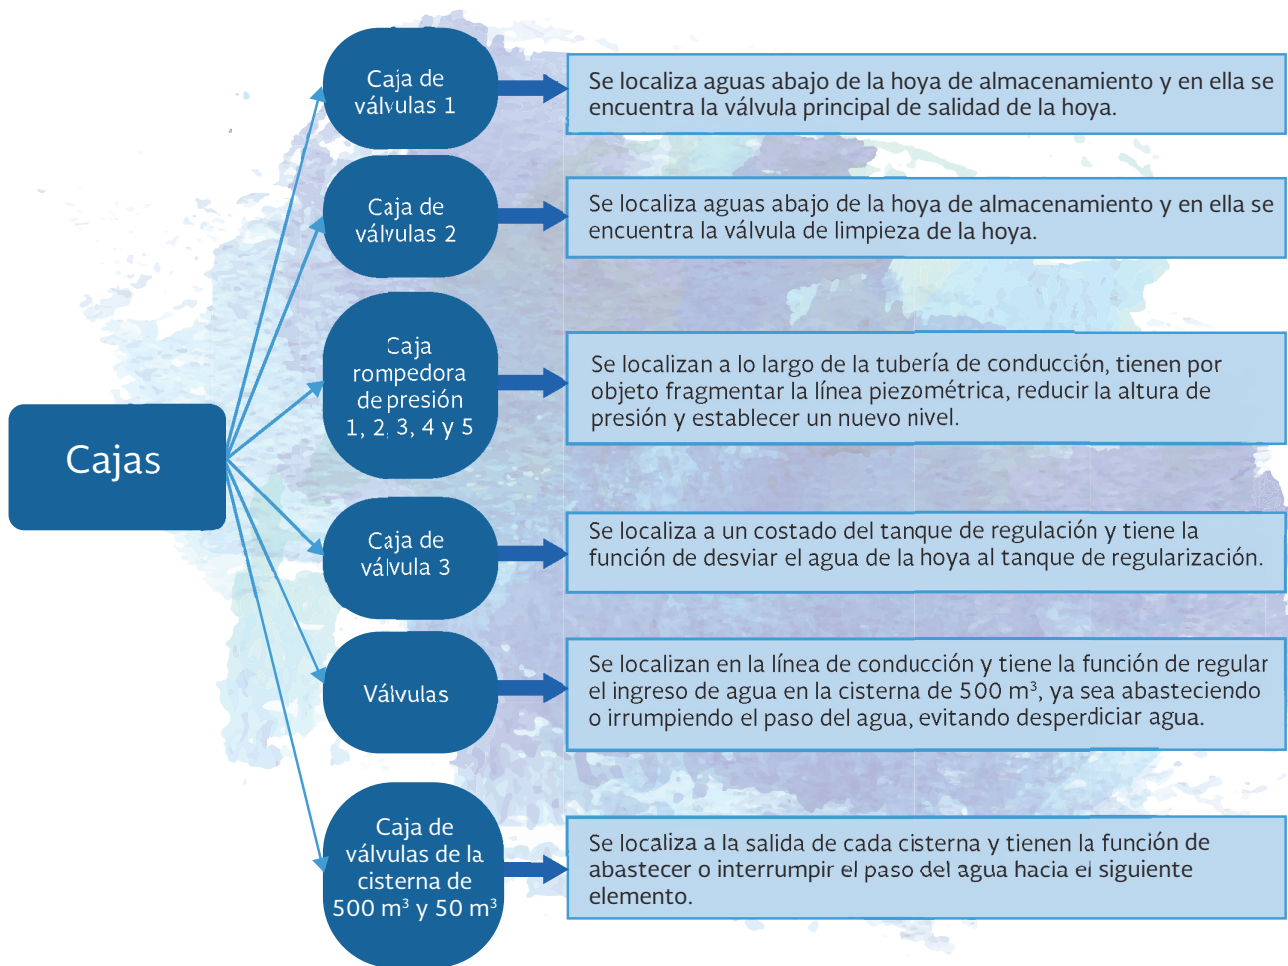 Cajas
Caja de
válvulas 1
Se localiza aguas abajo de la hoya de almacenamiento y en ella se
encuentra la válvula principal de salidad de la hoya.
Caja de
válvulas 2
Se localiza aguas abajo de la hoya de almacenamiento y en ella se
encuentra la válvula de limpieza de la hoya.
Caja
rompedora
de presión
1, 2, 3, 4 y 5
Se localizan a lo largo de la tubería de conducción, tienen por
objeto fragmentar la línea piezométrica, reducir la altura de
presión y establecer un nuevo nivel.
Caja de
válvula 3
Se localiza a un costado del tanque de regulación y tiene la
función de desviar el agua de la hoya al tanque de regularización.
Válvulas
Se localizan en la línea de conducción y tiene la función de regular
el ingreso de agua en la cisterna de 500 m³, ya sea abasteciendo
o irrumpiendo el paso del agua, evitando desperdiciar agua.
Caja de
válvulas de la
cisterna de
500 m³ y 50 m³
Se localiza a la salida de cada cisterna y tienen la función de
abastecer o interrumpir el paso del agua hacia el siguiente
elemento.